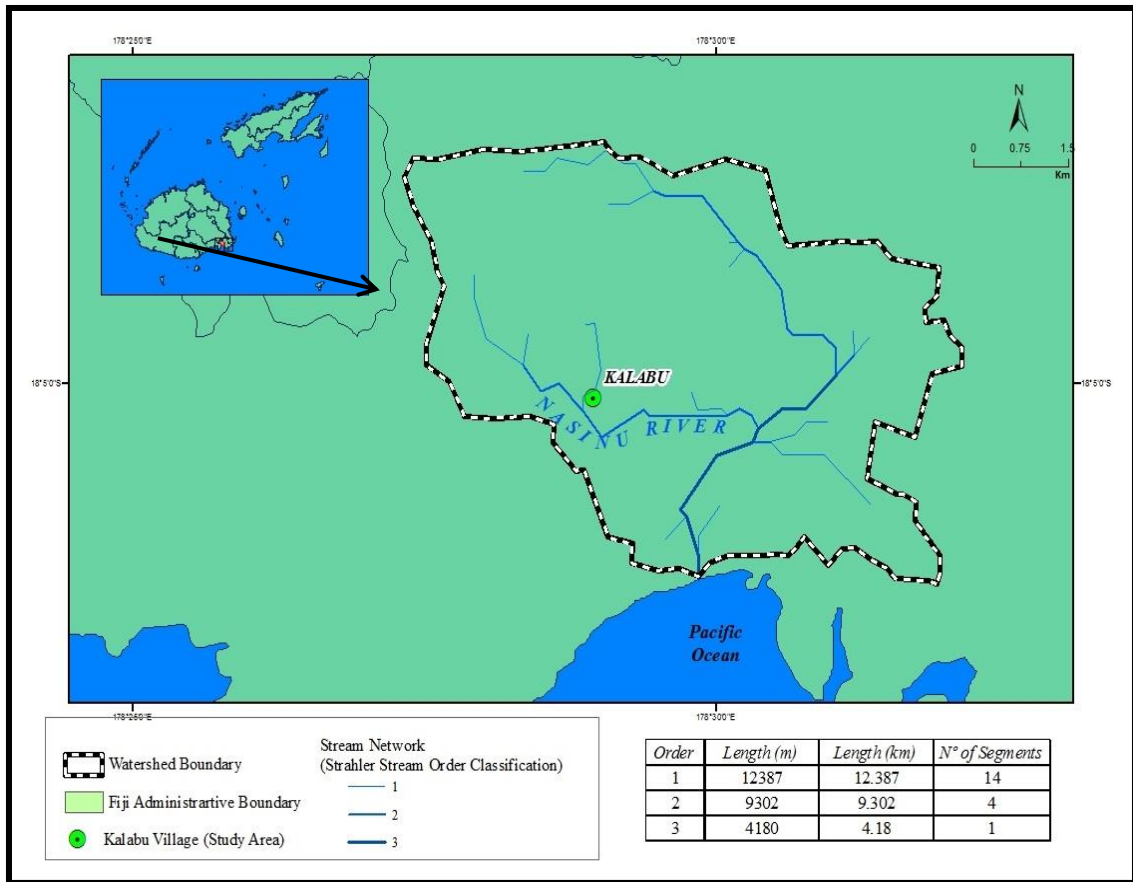 178°25'0"E
178°30'0"E
N
0 0.75 1.5
Km
18°5'0"S
18°5'0"S
KALABU
NASINU RIVER
Pacific
Ocean
178°25'0"E
178°30'0"E
Watershed Boundary
Fiji Administrartive Boundary
Kalabu Village (Study Area)
Stream Network
(Strahler Stream Order Classification)
1
2
3
Order Length (m) Length (km) N° of Segments
1 12387 12.387 14
2 9302 9.302 4
3 4180 4.18 1